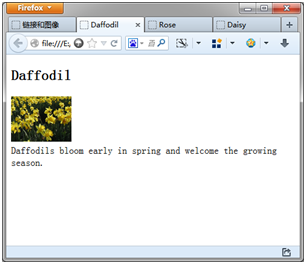 Firefox
链接和图像
Daffodil
Rose
Daisy
file:///E:,
Daffodil
Daffodils bloom early in spring and welcome the growing
season.